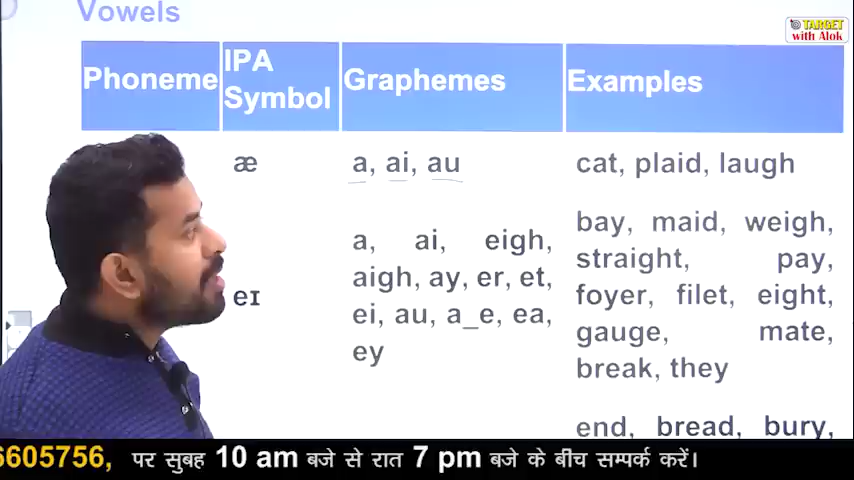 Vowels
TARGET
with Alok
Phoneme
IPA
Symbol
Graphemes
Examples
æ
a, ai, au
cat, plaid, laugh
eɪ
a, ai, eigh,
aigh, ay, er, et,
ei, au, a_e, ea,
ey
bay, maid, weigh,
straight, pay,
foyer, filet, eight,
gauge, mate,
break, they
end, bread, bury,
6605756, पर सुबह 10 am बजे से रात 7 pm बजे के बीच सम्पर्क करें।